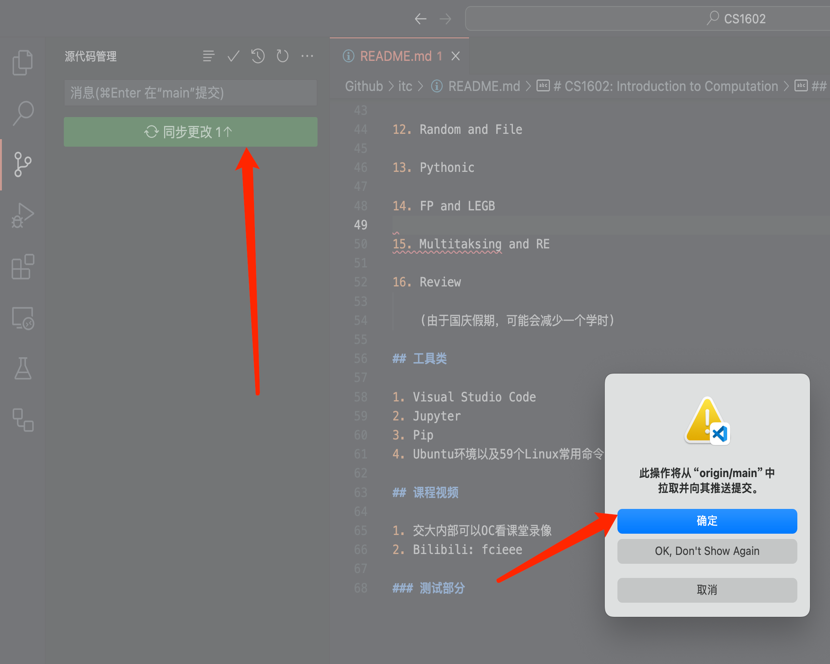 CS1602
源代码管理
README.md 1
消息(⌘Enter 在"main"提交)
Github > itc > README.md > # CS1602: Introduction to Computation > ##
同步更改 1↑
43
44 12. Random and File
45
46 13. Pythonic
47
48 14. FP and LEGB
49
50 15. Multitaksing and RE
51
52 16. Review
53
54 (由于国庆假期，可能会减少一个学时)
55
56 ## 工具类
57
58 1. Visual Studio Code
59 2. Jupyter
60 3. Pip
61 4. Ubuntu环境以及59个Linux常用命令
62
63 ## 课程视频
64
65 1. 交大内部可以OC看课堂录像
66 2. Bilibili: fcieee
67
68 ### 测试部分
此操作将从 “origin/main” 中
拉取并向其推送提交。
确定
OK, Don't Show Again
取消